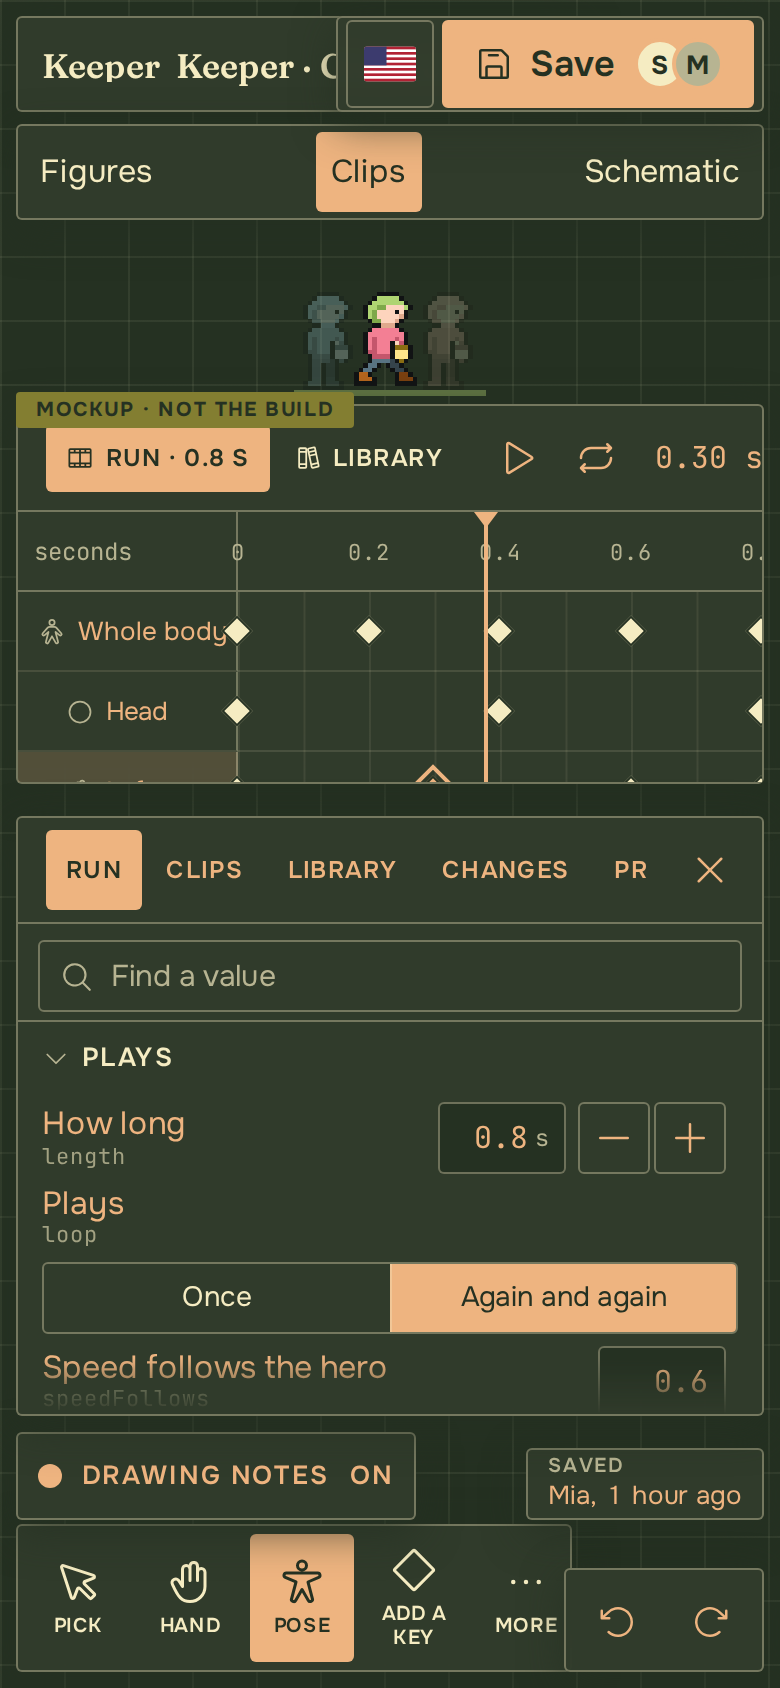 Keeper Keeper · C
Save S M
Figures Clips Schematic
MOCKUP · NOT THE BUILD
RUN · 0.8 S LIBRARY 0.30 s
seconds 0 0.2 0.4 0.6 0.
Whole body
Head
RUN CLIPS LIBRARY CHANGES PR
Find a value
PLAYS
How long
length
0.8 s
Plays
loop
Once Again and again
Speed follows the hero
speedFollows
0.6
DRAWING NOTES ON
SAVED
Mia, 1 hour ago
PICK HAND POSE ADD A KEY MORE